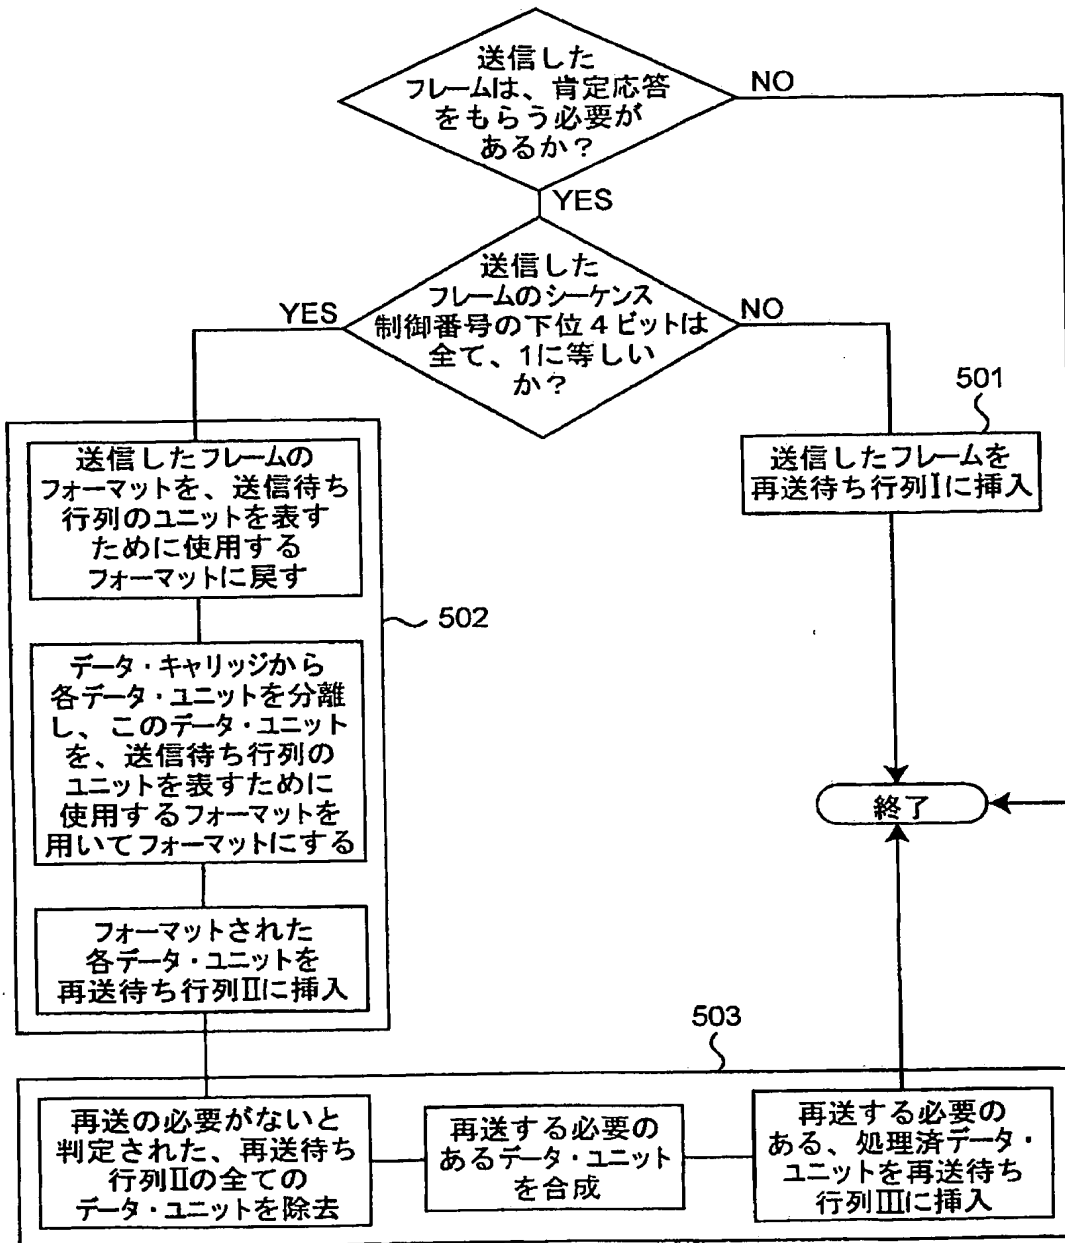 送信した
フレームは、肯定応答
をもらう必要が
あるか？
NO
YES
送信した
フレームのシーケンス
制御番号の下位４ビットは
全て、1に等しい
か？
YES
NO
501
送信したフレームを
再送待ち行列Ⅰに挿入
送信したフレームの
フォーマットを、送信待ち
行列のユニットを表す
ために使用する
フォーマットに戻す
502
データ・キャリッジから
各データ・ユニットを分離
し、このデータ・ユニット
を、送信待ち行列の
ユニットを表すために
使用するフォーマットを
用いてフォーマットにする
終了
フォーマットされた
各データ・ユニットを
再送待ち行列Ⅱに挿入
503
再送の必要がないと
判定された、再送待ち
行列Ⅱの全ての
データ・ユニットを除去
再送する必要の
あるデータ・ユニット
を合成
再送する必要の
ある、処理済データ・
ユニットを再送待ち
行列Ⅲに挿入